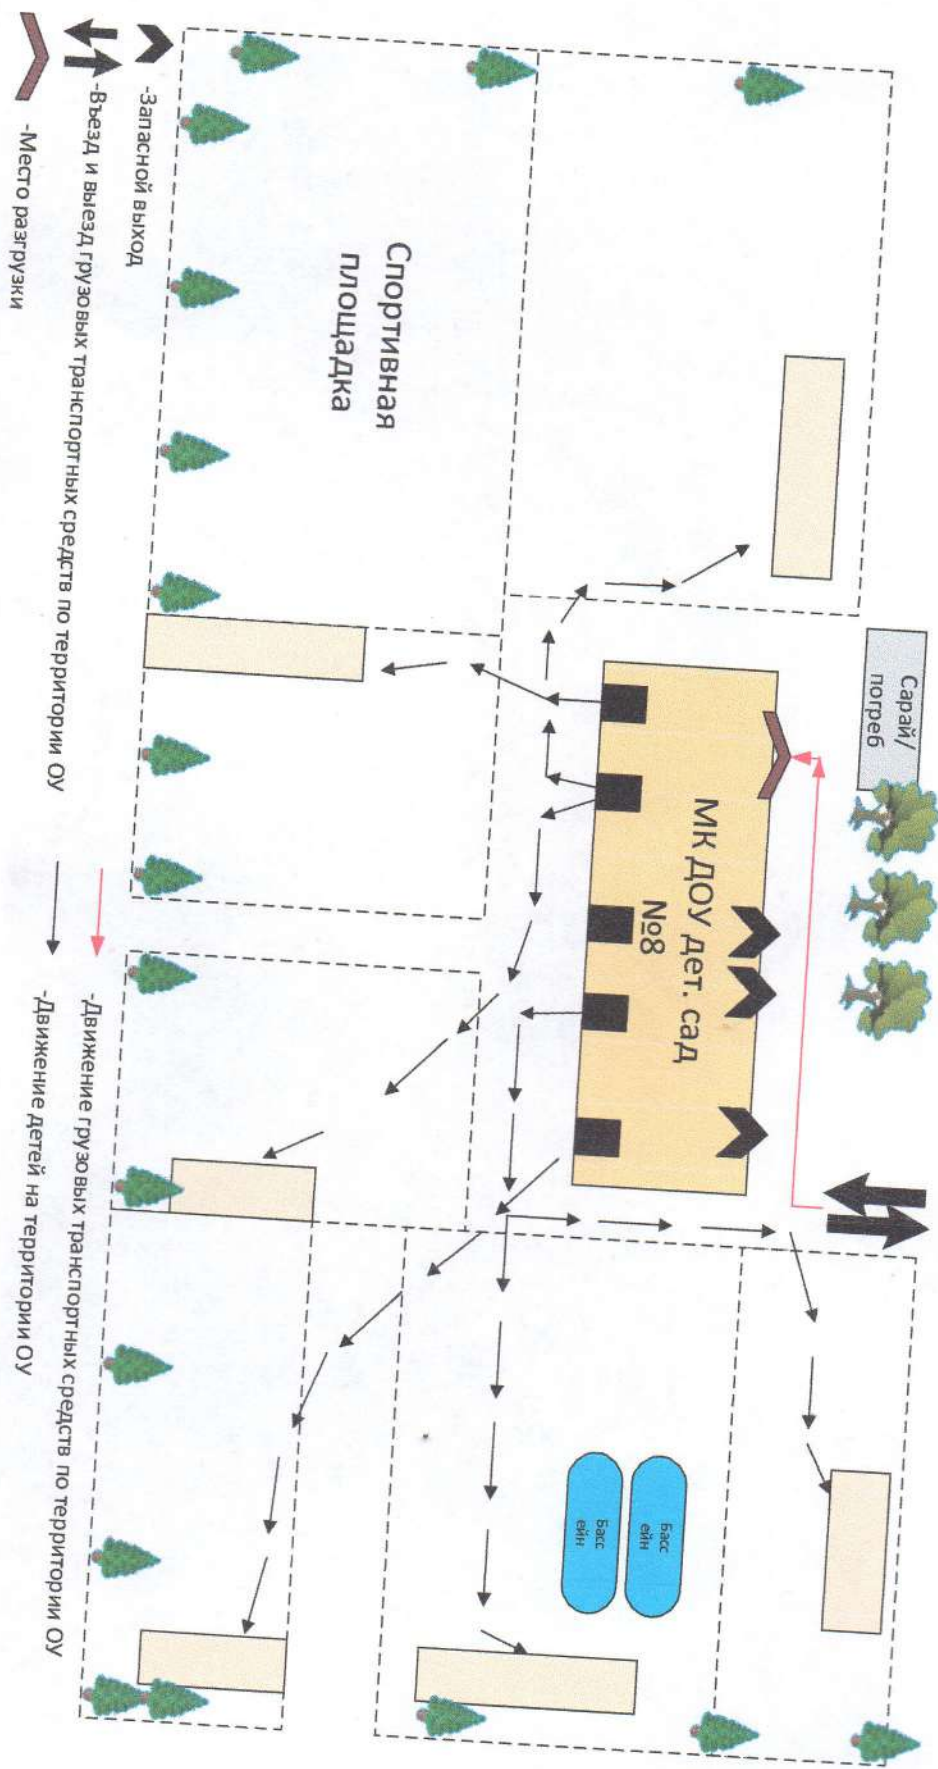 Сарай/
погреб
МК ДОУ дет. сад
№8
Спортивная
площадка
Басс
ейн
Басс
ейн
-Запасной выход
-Въезд и выезд грузовых транспортных средств по территории ОУ
-Место разгрузки
-Движение грузовых транспортных средств по территории ОУ
-Движение детей на территории ОУ